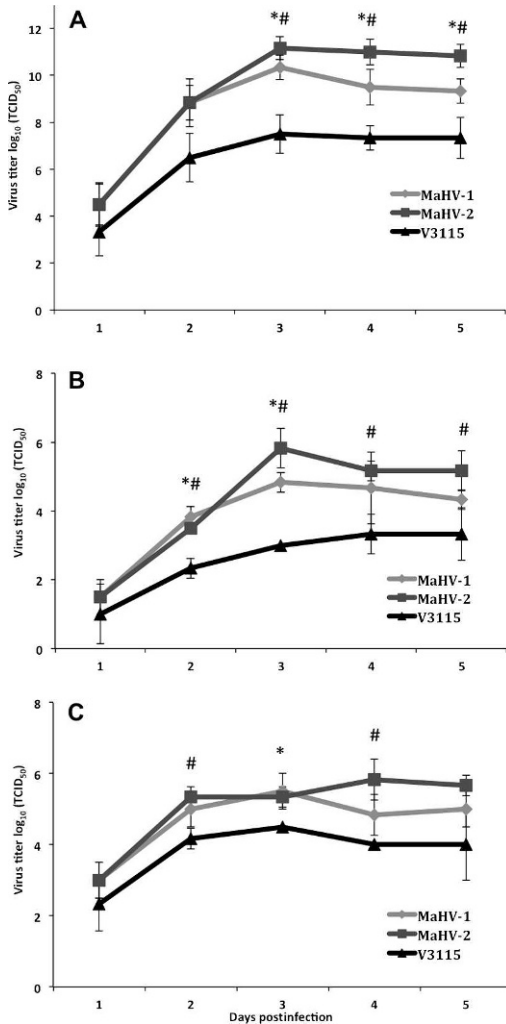 A
Virus titer log10 (TCID50)
12
10
8
6
4
2
0
*# *# *#
MaHV-1
MaHV-2
V3115
1 2 3 4 5
B
Virus titer log10 (TCID50)
8
6
4
2
0
*# *# # #
MaHV-1
MaHV-2
V3115
1 2 3 4 5
C
Virus titer log10 (TCID50)
8
6
4
2
0
# * #
MaHV-1
MaHV-2
V3115
1 2 3 4 5
Days postinfection